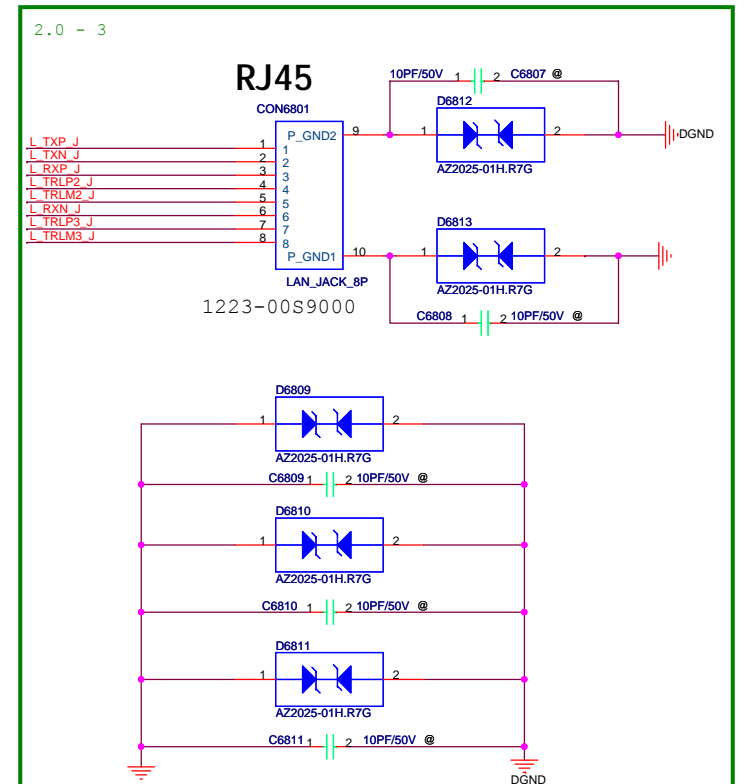 2.0 - 3
RJ45
CON6801
10PF/50V 1 2 C6807 @
D6812
P_GND2 9 1 2 DGND
AZ2025-01H.R7G
L_TXP_J 1 1
L_TXN_J 2 2
L_RXP_J 3 3
L_TRLP2_J 4 4
L_TRLM2_J 5 5
L_RXN_J 6 6
L_TRLP3_J 7 7
L_TRLM3_J 8 8
D6813
P_GND1 10 1 2
AZ2025-01H.R7G
LAN_JACK_8P
1223-00S9000
C6808 1 2 10PF/50V @
D6809
1 2
AZ2025-01H.R7G
C6809 1 2 10PF/50V @
D6810
1 2
AZ2025-01H.R7G
C6810 1 2 10PF/50V @
D6811
1 2
AZ2025-01H.R7G
C6811 1 2 10PF/50V @
DGND